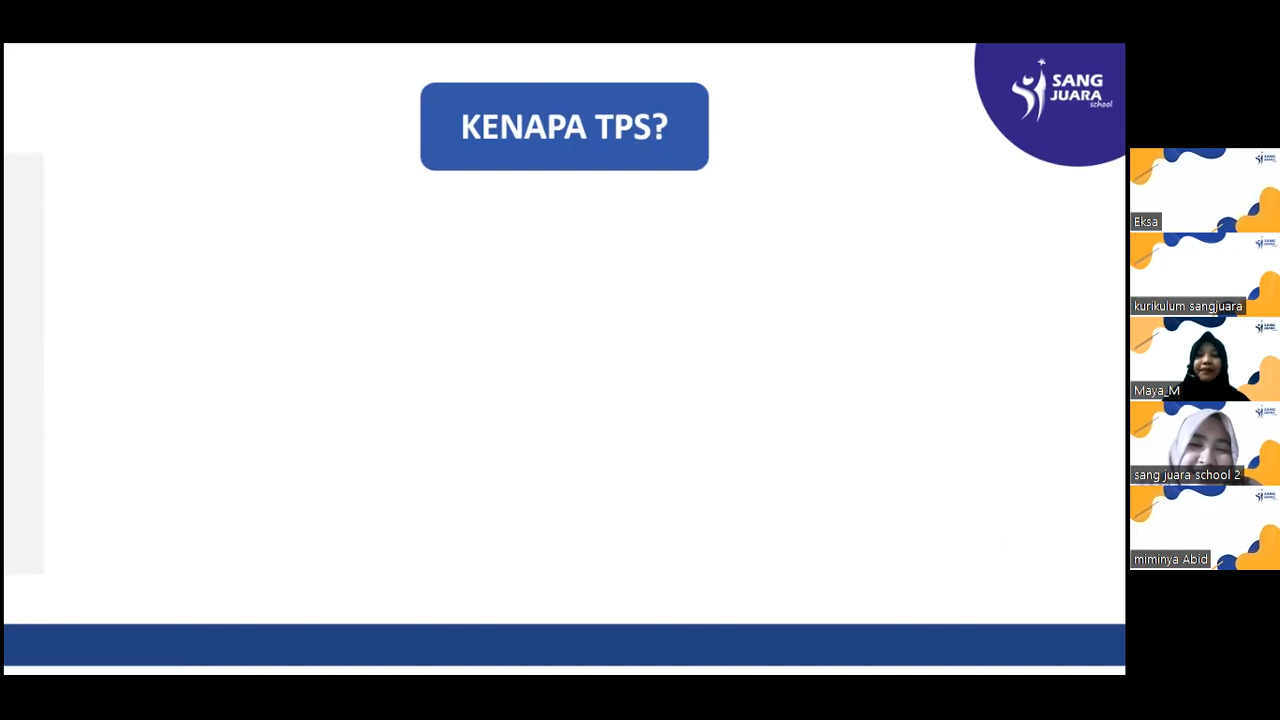 KENAPA TPS?
SANG
JUARA
school
Eksa
kurikulum sangjuara
Maya_M
sang juara school 2
miminya Abid